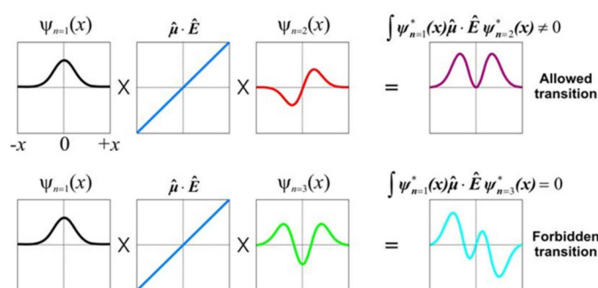 ψₙ₌₁(x) μ̂ · Ê ψₙ₌₂(x) ∫ψ*ₙ₌₁(x)μ̂ · Ê ψ*ₙ₌₂(x) ≠ 0
X X = Allowed
transition
-x 0 +x
ψₙ₌₁(x) μ̂ · Ê ψₙ₌₃(x) ∫ψ*ₙ₌₁(x)μ̂ · Ê ψ*ₙ₌₃(x) = 0
X X = Forbidden
transition